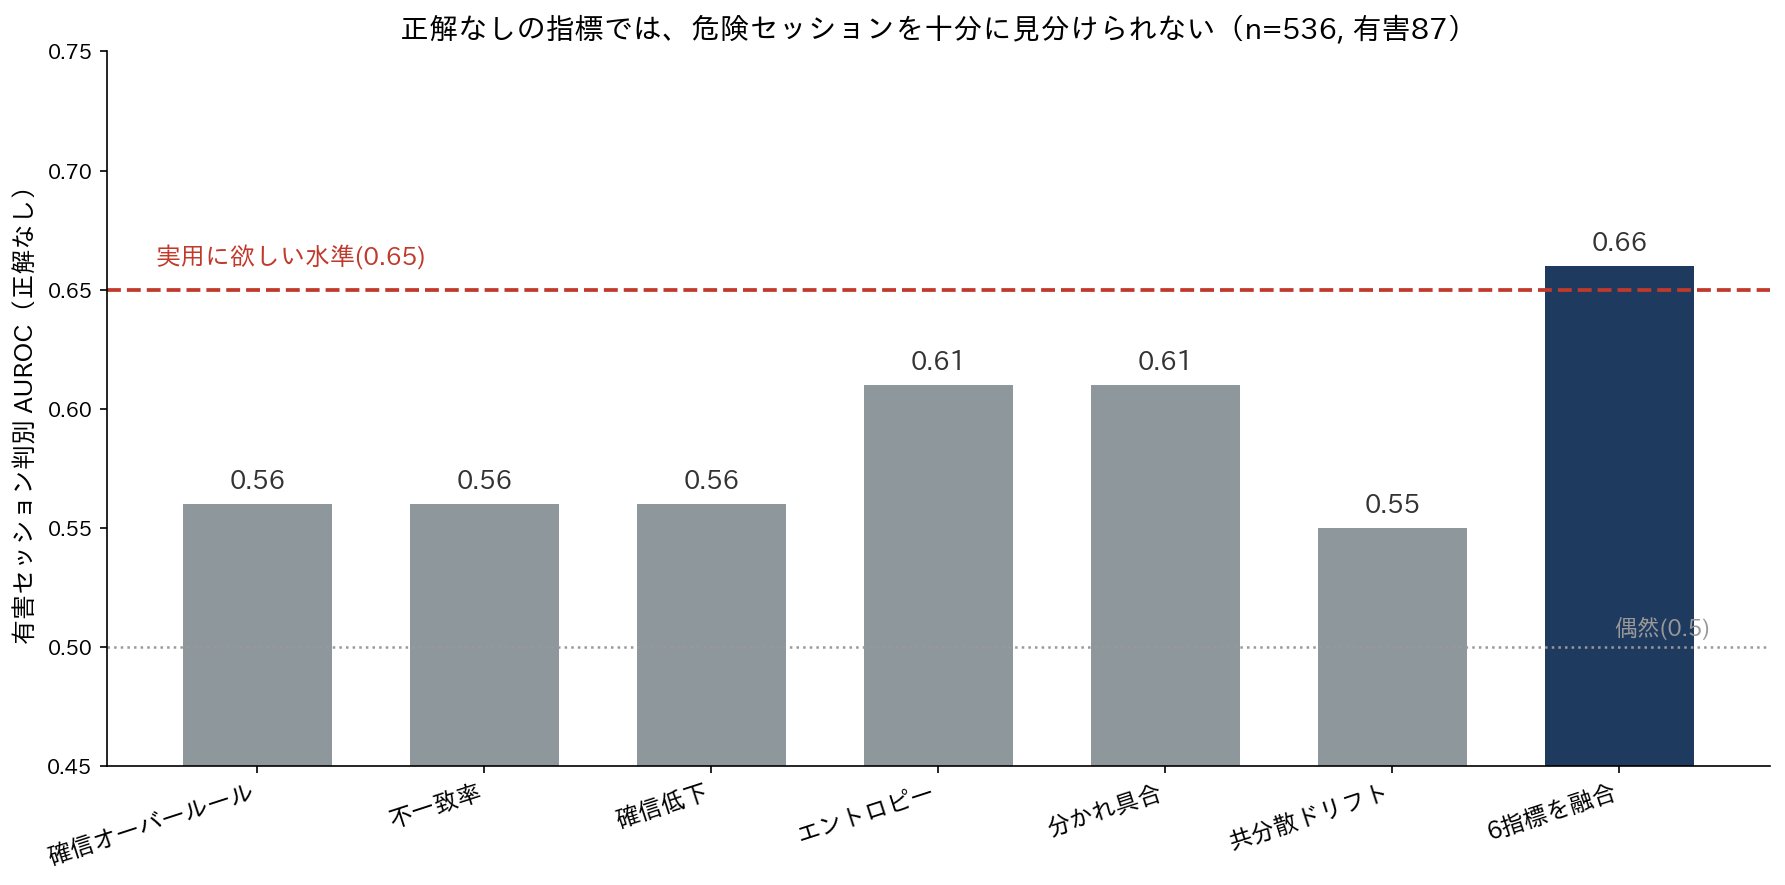 正解なしの指標では、危険セッションを十分に見分けられない（n=536, 有害87）
有害セッション判別 AUROC（正解なし）
0.75
0.70
0.65
0.60
0.55
0.50
0.45
実用に欲しい水準(0.65)
偶然(0.5)
0.56
0.56
0.56
0.61
0.61
0.55
0.66
確信オーバールール
不一致率
確信低下
エントロピー
分かれ具合
共分散ドリフト
6指標を融合